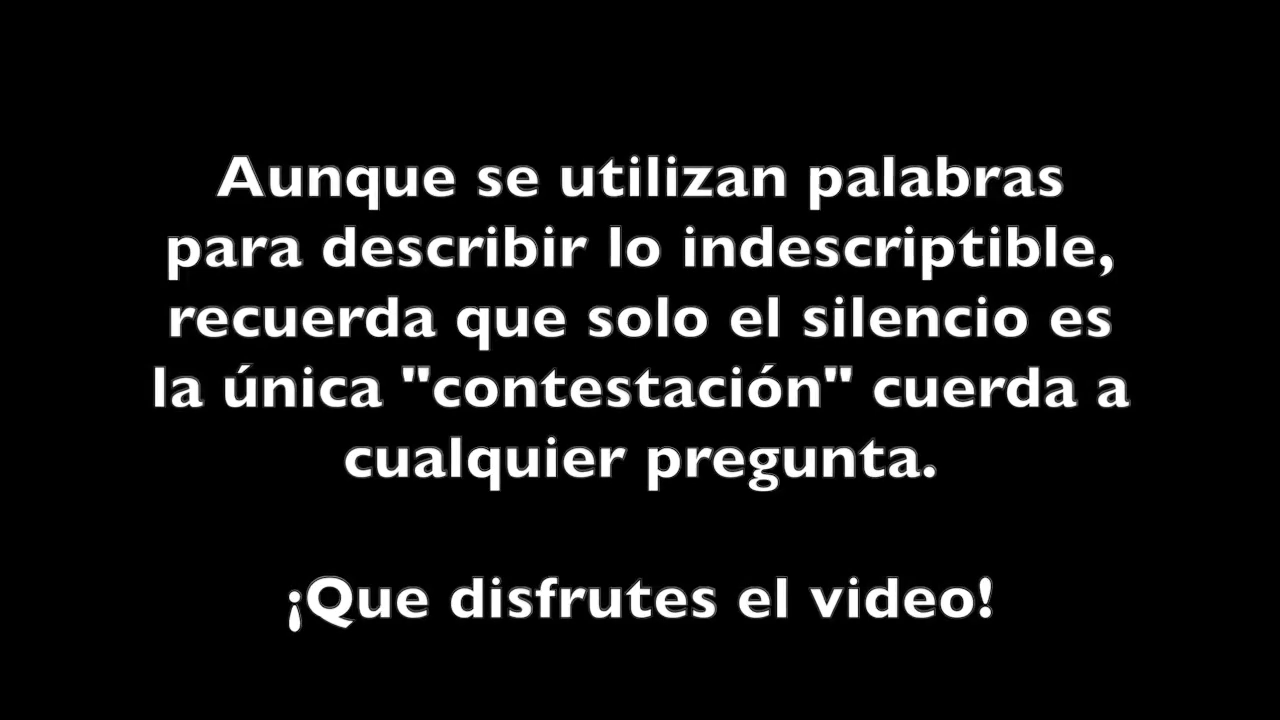 Aunque se utilizan palabras
para describir lo indescriptible,
recuerda que solo el silencio es
la única "contestación" cuerda a
cualquier pregunta.
¡Que disfrutes el video!